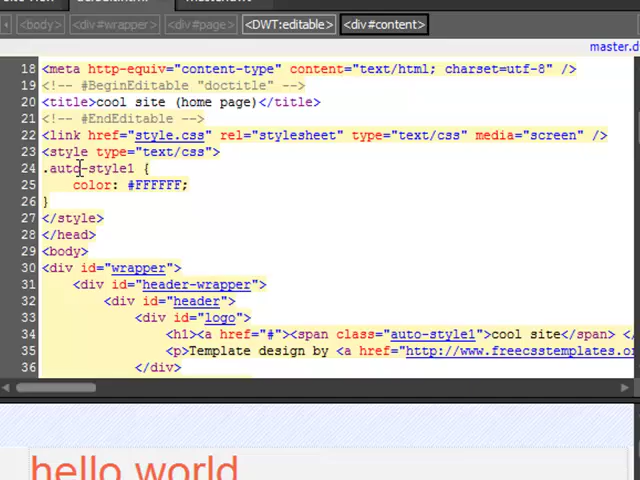 <body> <div#wrapper> <div#page> <DWT:editable> <div#content>
master.d
18 <meta http-equiv="content-type" content="text/html; charset=utf-8" />
19 <!-- #BeginEditable "doctitle" -->
20 <title>cool site (home page)</title>
21 <!-- #EndEditable -->
22 <link href="style.css" rel="stylesheet" type="text/css" media="screen" />
23 <style type="text/css">
24 .auto-style1 {
25 color: #FFFFFF;
26 }
27 </style>
28 </head>
29 <body>
30 <div id="wrapper">
31 <div id="header-wrapper">
32 <div id="header">
33 <div id="logo">
34 <h1><a href="#"><span class="auto-style1">cool site</span> <
35 <p>Template design by <a href="http://www.freecsstemplates.or
36 </div>
hello world